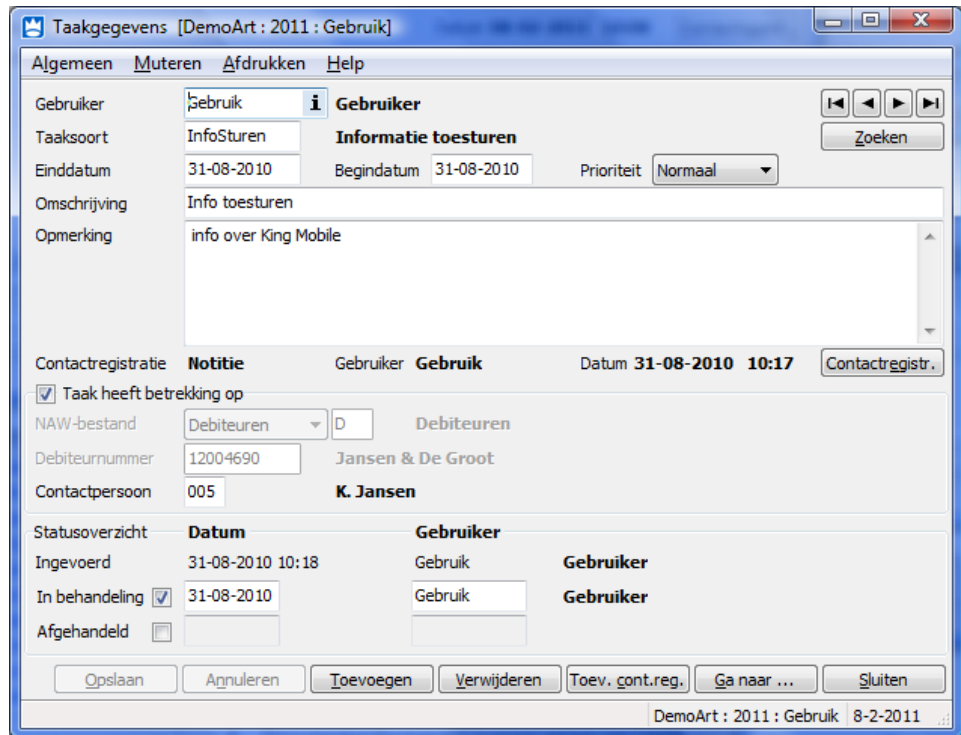 Taakgegevens [DemoArt : 2011 : Gebruik]
Algemeen Muteren Afdrukken Help
Gebruiker Gebruik i Gebruiker
Taaksoort InfoSturen Informatie toesturen Zoeken
Einddatum 31-08-2010 Begindatum 31-08-2010 Prioriteit Normaal
Omschrijving Info toesturen
Opmerking info over King Mobile
Contactregistratie Notitie Gebruiker Gebruik Datum 31-08-2010 10:17 Contactregistr.
Taak heeft betrekking op
NAW-bestand Debiteuren D Debiteuren
Debiteurnummer 12004690 Jansen & De Groot
Contactpersoon 005 K. Jansen
Statusoverzicht Datum Gebruiker
Ingevoerd 31-08-2010 10:18 Gebruik Gebruiker
In behandeling 31-08-2010 Gebruik Gebruiker
Afgehandeld
Opslaan Annuleren Toevoegen Verwijderen Toev. cont.reg. Ga naar ... Sluiten
DemoArt : 2011 : Gebruik 8-2-2011